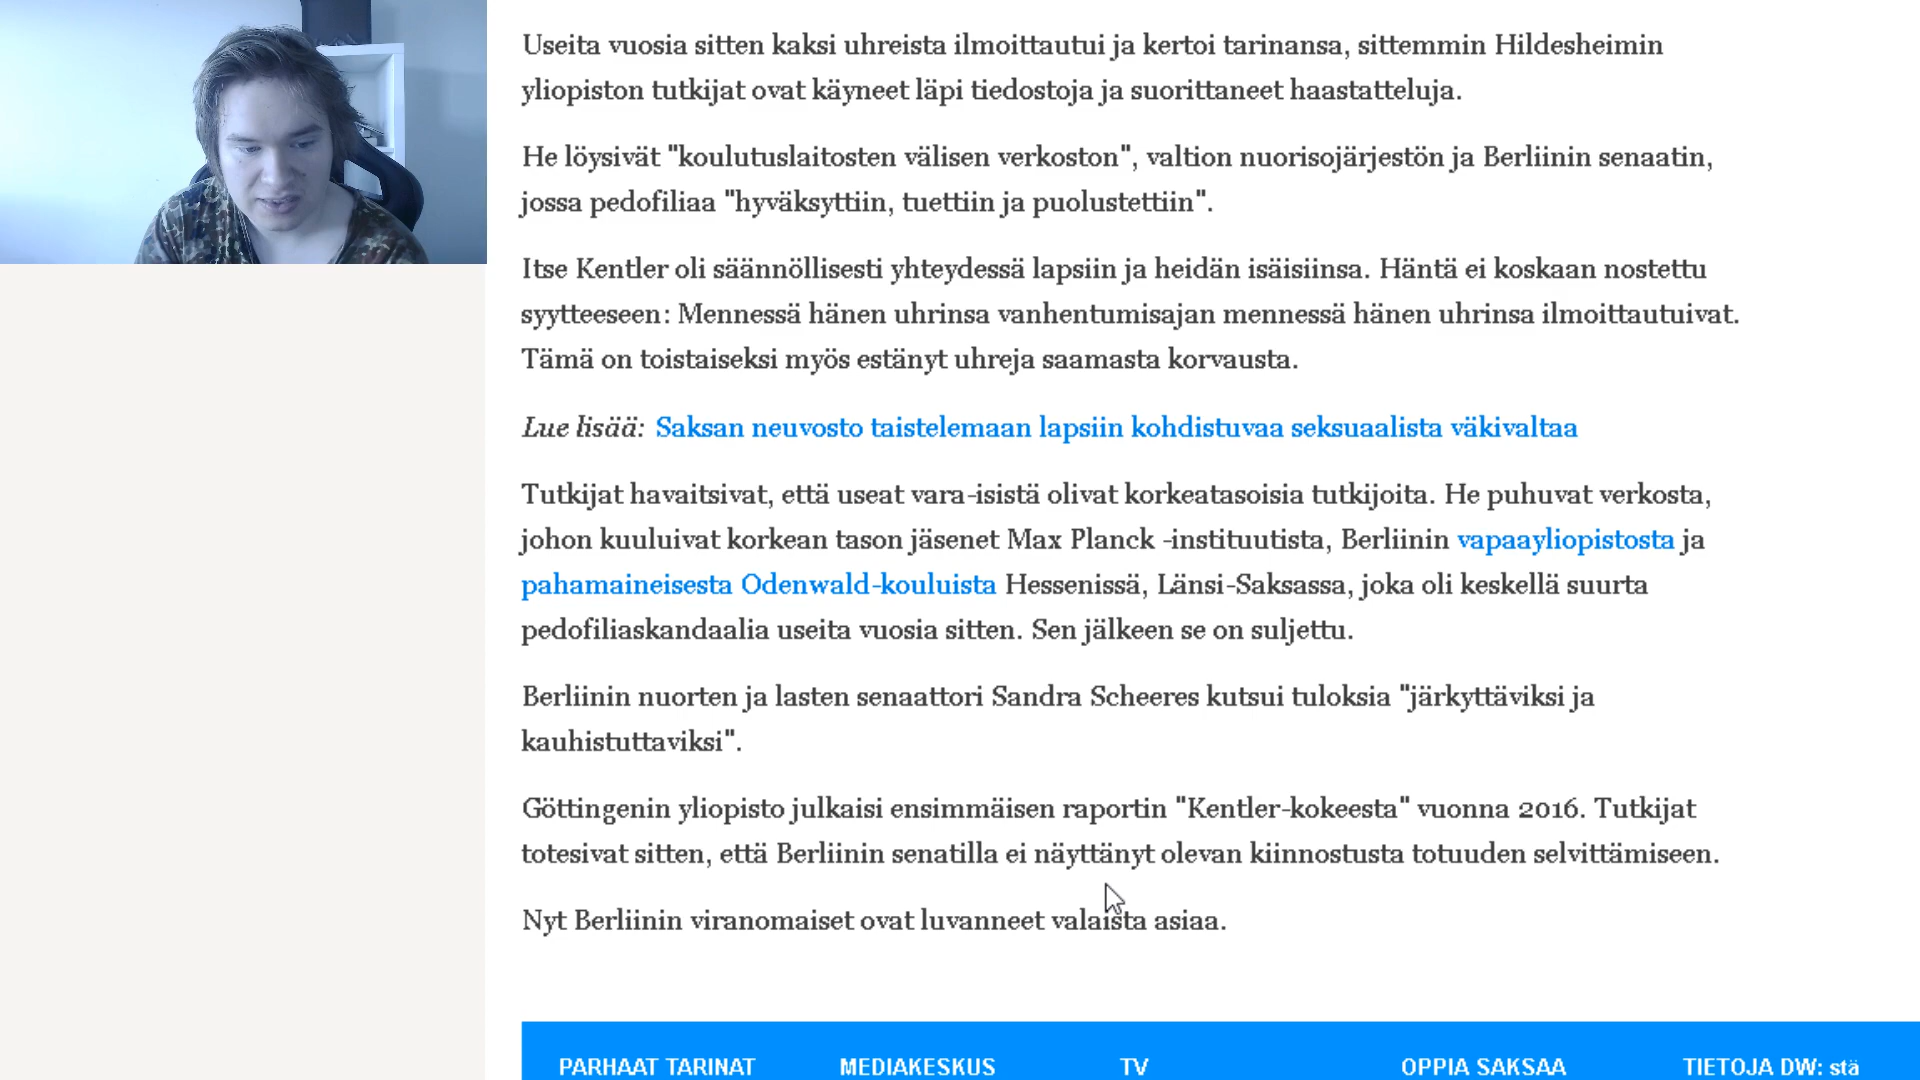 Useita vuosia sitten kaksi uhreista ilmoittautui ja kertoi tarinansa, sittemmin Hildesheimin
yliopiston tutkijat ovat käyneet läpi tiedostoja ja suorittaneet haastatteluja.
He löysivät "koulutuslaitosten välisen verkoston", valtion nuorisojärjestön ja Berliinin senaatin,
jossa pedofiliaa "hyväksyttiin, tuettiin ja puolustettiin".
Itse Kentler oli säännöllisesti yhteydessä lapsiin ja heidän isäisiinsa. Häntä ei koskaan nostettu
syytteeseen: Mennessä hänen uhrinsa vanhentumisajan mennessä hänen uhrinsa ilmoittautuivat.
Tämä on toistaiseksi myös estänyt uhreja saamasta korvausta.
Lue lisää: Saksan neuvosto taistelemaan lapsiin kohdistuvaa seksuaalista väkivaltaa
Tutkijat havaitsivat, että useat vara-isistä olivat korkeatasoisia tutkijoita. He puhuvat verkosta,
johon kuuluivat korkean tason jäsenet Max Planck -instituutista, Berliinin vapaayliopistosta ja
pahamaineisesta Odenwald-kouluista Hessenissä, Länsi-Saksassa, joka oli keskellä suurta
pedofiliaskandaalia useita vuosia sitten. Sen jälkeen se on suljettu.
Berliinin nuorten ja lasten senaattori Sandra Scheeres kutsui tuloksia "järkyttäviksi ja
kauhistuttaviksi".
Göttingenin yliopisto julkaisi ensimmäisen raportin "Kentler-kokeesta" vuonna 2016. Tutkijat
totesivat sitten, että Berliinin senatilla ei näyttänyt olevan kiinnostusta totuuden selvittämiseen.
Nyt Berliinin viranomaiset ovat luvanneet valaista asiaa.
PARHAAT TARINAT MEDIAKESKUS TV OPPIA SAKSAA TIETOJA DW: stä